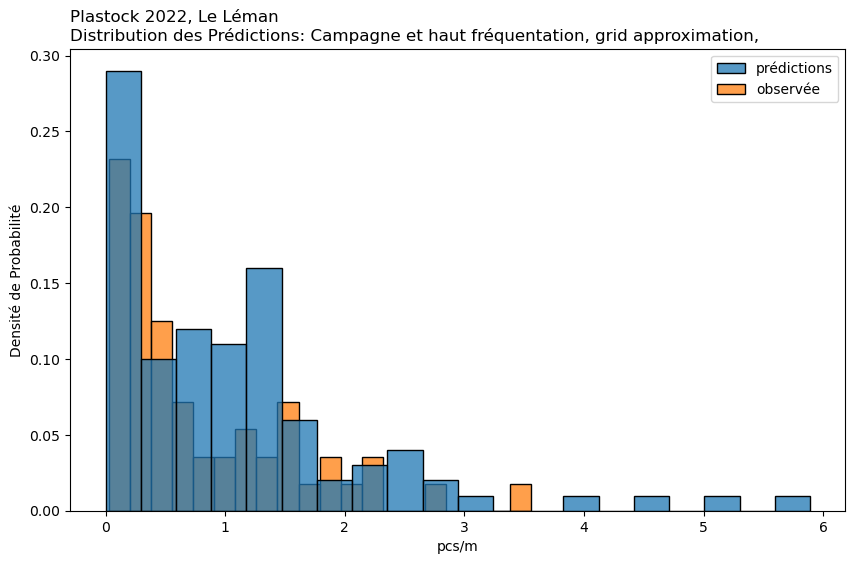 Plastock 2022, Le Léman
Distribution des Prédictions: Campagne et haut fréquentation, grid approximation,
prédictions
observée
Densité de Probabilité
0.30
0.25
0.20
0.15
0.10
0.05
0.00
0 1 2 3 4 5 6
pcs/m